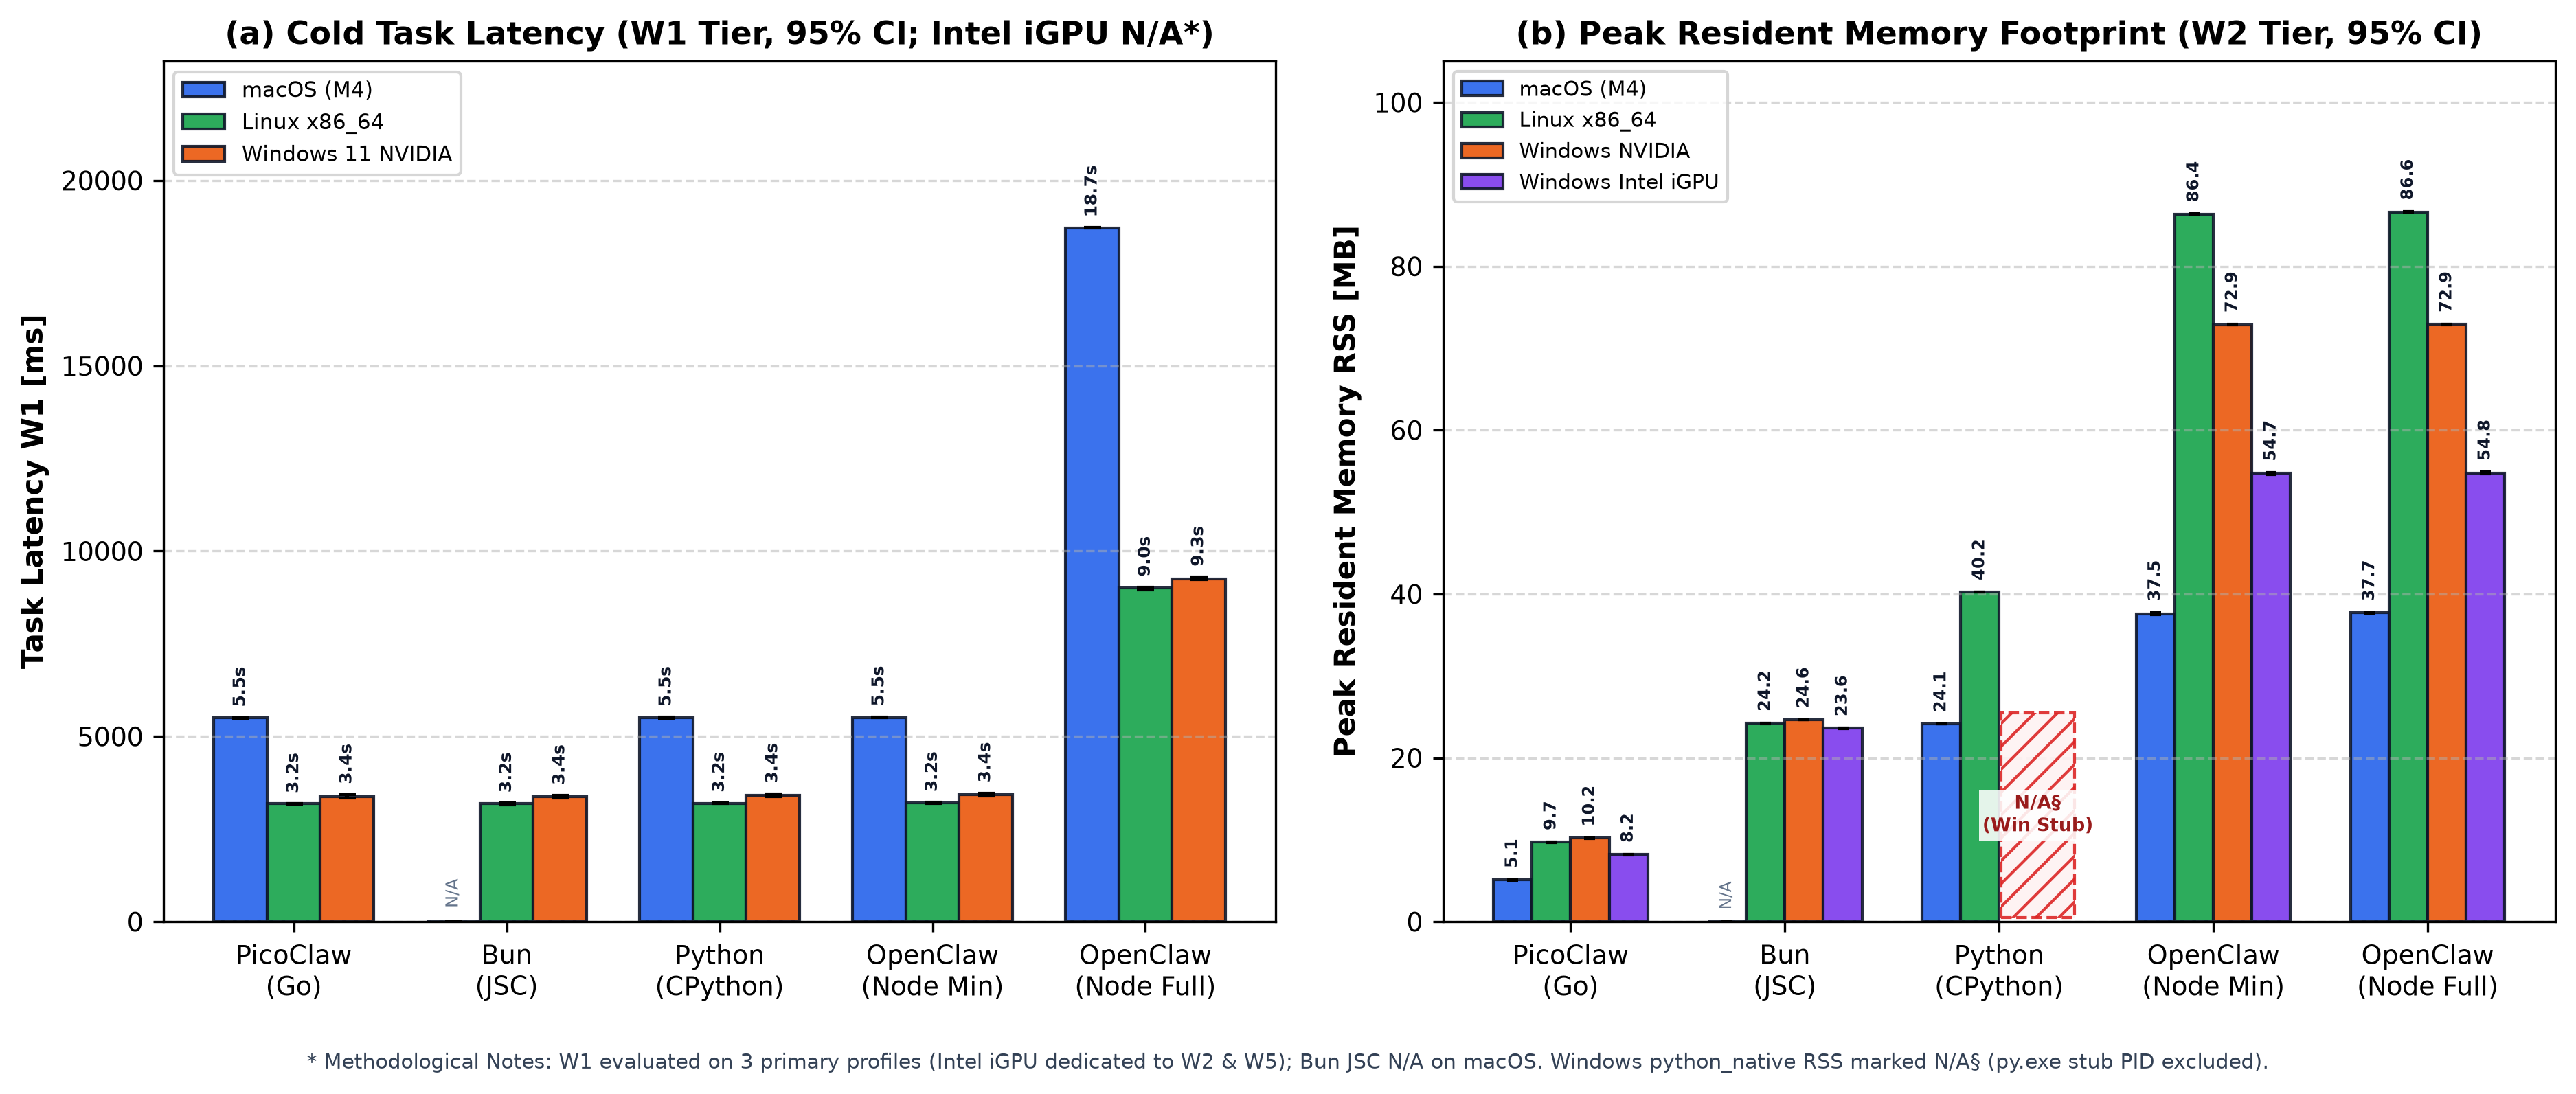 (a) Cold Task Latency (W1 Tier, 95% CI; Intel iGPU N/A*)
macOS (M4)
Linux x86_64
Windows 11 NVIDIA
Task Latency W1 [ms]
20000
15000
10000
5000
0
5.5s
3.2s
3.4s
N/A
3.2s
3.4s
5.5s
3.2s
3.4s
5.5s
3.2s
3.4s
18.7s
9.0s
9.3s
PicoClaw
(Go)
Bun
(JSC)
Python
(CPython)
OpenClaw
(Node Min)
OpenClaw
(Node Full)
(b) Peak Resident Memory Footprint (W2 Tier, 95% CI)
macOS (M4)
Linux x86_64
Windows NVIDIA
Windows Intel iGPU
Peak Resident Memory RSS [MB]
100
80
60
40
20
0
5.1
9.7
10.2
8.2
N/A
24.2
24.6
23.6
24.1
40.2
N/A§
(Win Stub)
37.5
86.4
72.9
54.7
37.7
86.6
72.9
54.8
PicoClaw
(Go)
Bun
(JSC)
Python
(CPython)
OpenClaw
(Node Min)
OpenClaw
(Node Full)
* Methodological Notes: W1 evaluated on 3 primary profiles (Intel iGPU dedicated to W2 & W5); Bun JSC N/A on macOS. Windows python_native RSS marked N/A§ (py.exe stub PID excluded).